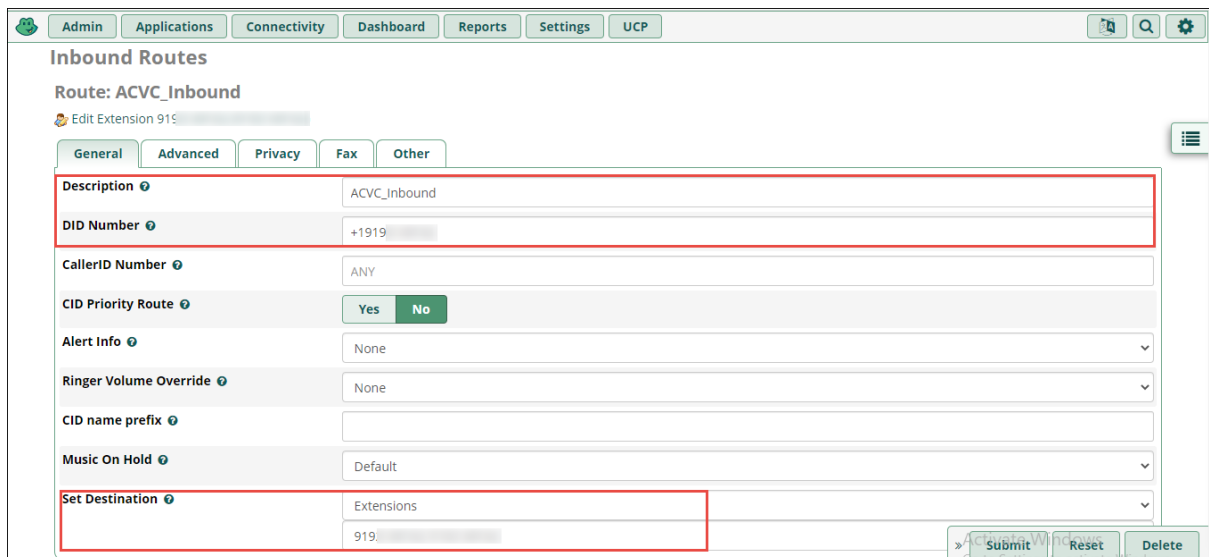 Admin Applications Connectivity Dashboard Reports Settings UCP
Inbound Routes
Route: ACVC_Inbound
Edit Extension 919
General Advanced Privacy Fax Other
Description
ACVC_Inbound
DID Number
+1919
CallerID Number
ANY
CID Priority Route
Yes No
Alert Info
None
Ringer Volume Override
None
CID name prefix
Music On Hold
Default
Set Destination
Extensions
919
Activate Windows
» Submit Reset Delete